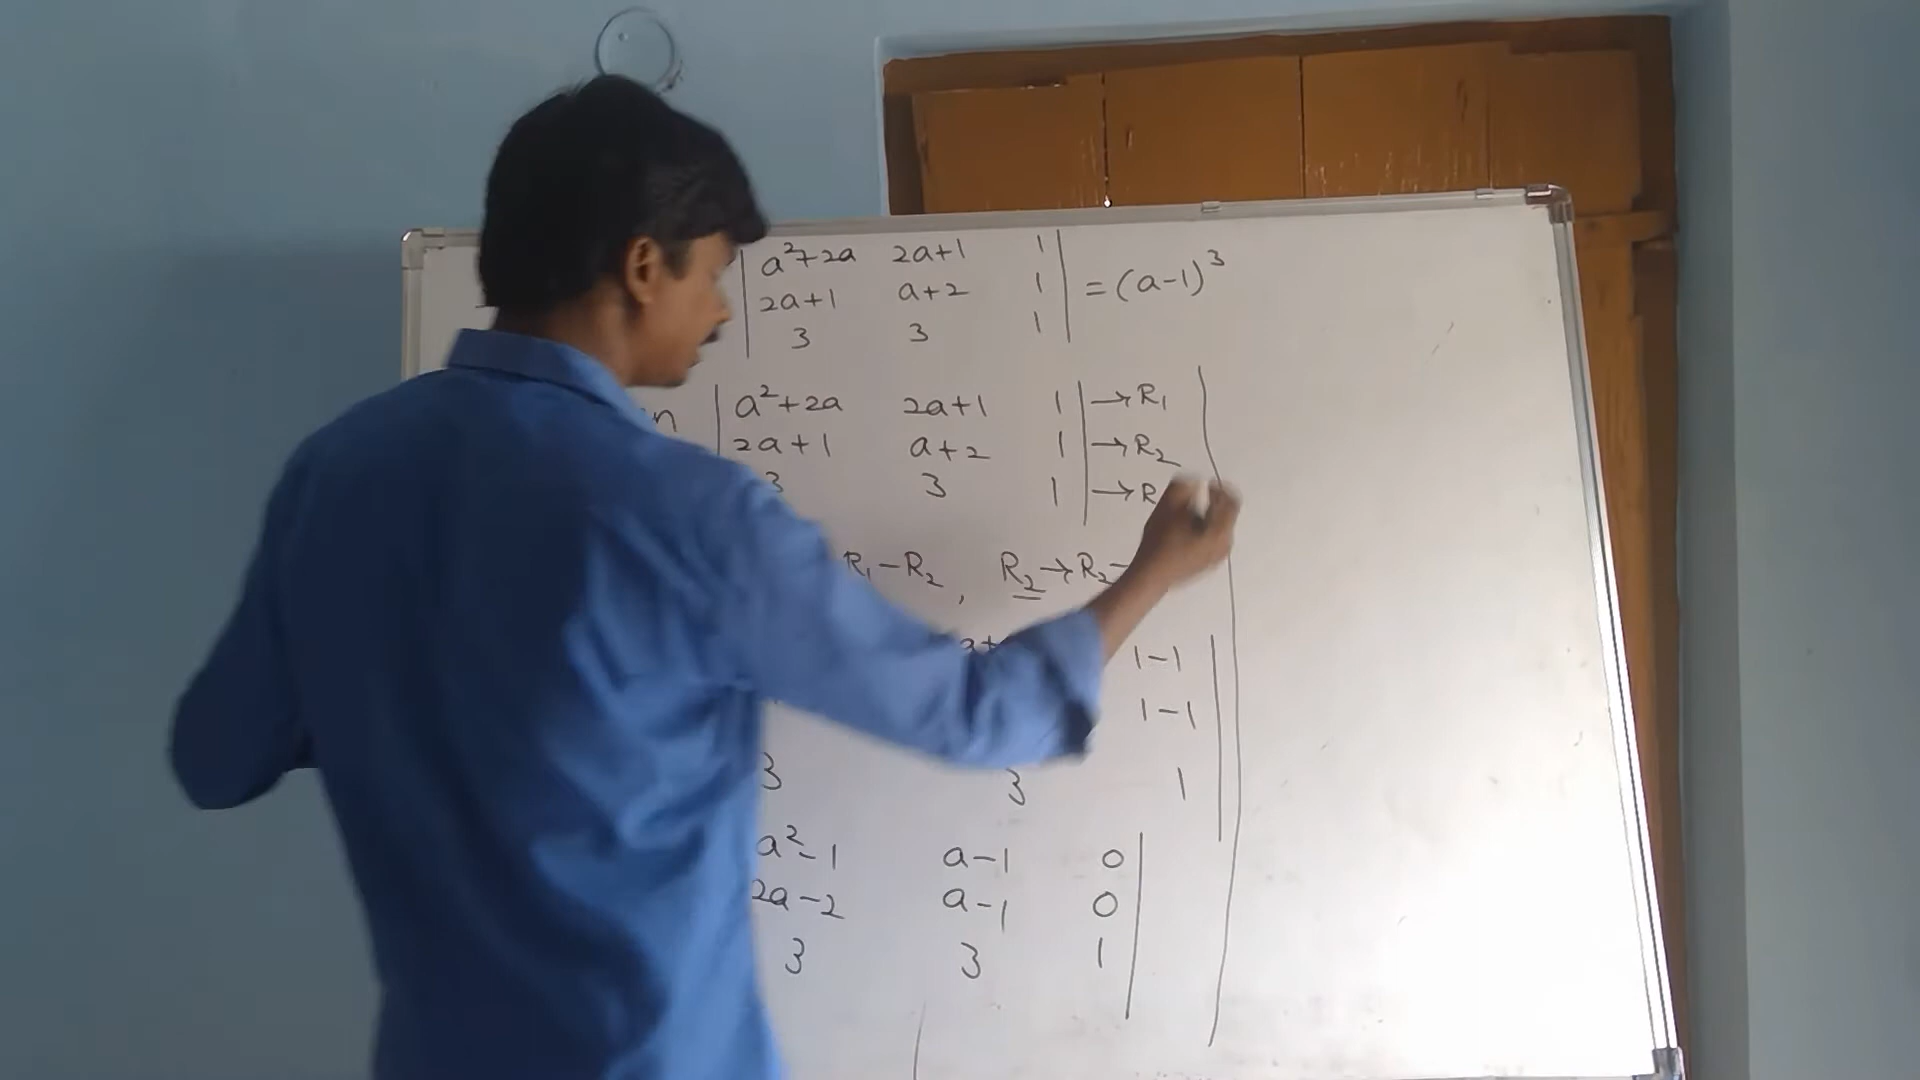 | a²+2a 2a+1 1 |
| 2a+1 a+2 1 | = (a-1)³
| 3 3 1 |
| a²+2a 2a+1 1 | → R₁
| 2a+1 a+2 1 | → R₂
3 3 1 | → R
R₁-R₂, R₂→R₂-
1-1 |
1-1 |
3 3 1 |
a²-1 a-1 0 |
2a-2 a-1 0 |
3 3 1 |